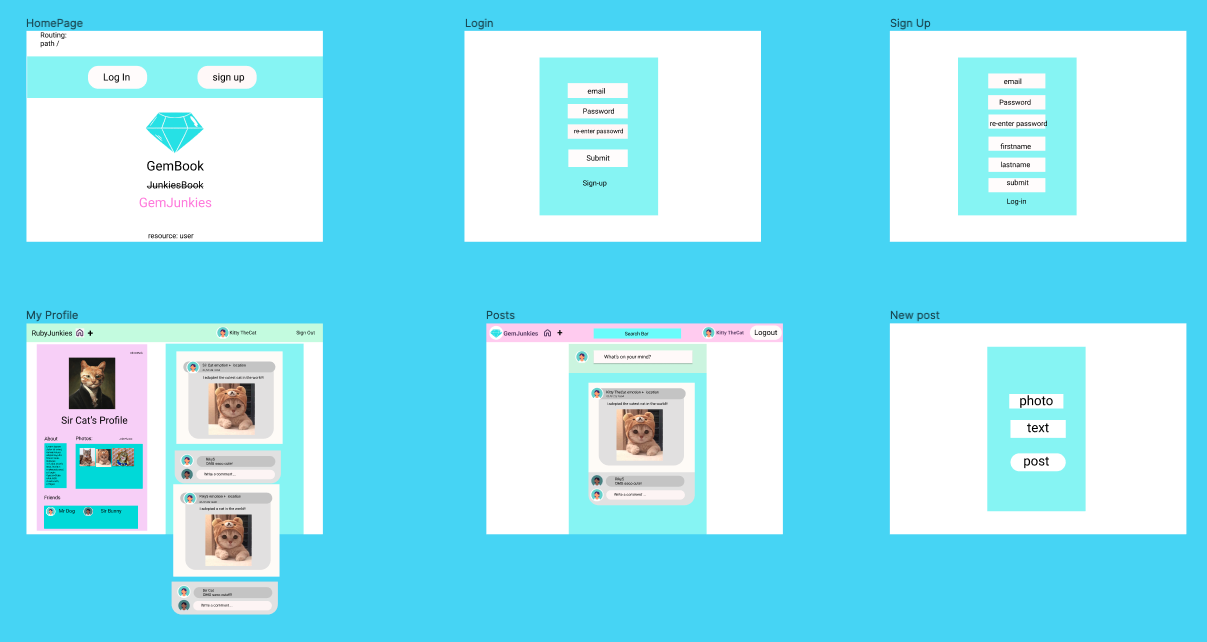 HomePage
Routing:
path /
Log In
sign up
GemBook
JunkiesBook
GemJunkies
resource: user
Login
email
Password
re-enter passowrd
Submit
Sign-up
Sign Up
email
Password
re-enter password
firstname
lastname
submit
Log-in
My Profile
RubyJunkies
Kitty TheCat
Sign Out
Sir Cat's Profile
About
Photos:
Friends
Mr Dog
Sir Bunny
Sir Cat emotion
location
I adopted the cutest cat in the world!!
RayS
OMG sooo cute!!
Write a comment ...
emotion
location
I adopted a cat in the world!!
Sir Cat
OMG sooo cute!!!
Write a comment ...
Posts
GemJunkies
Search Bar
Kitty TheCat
Logout
What's on your mind?
Kitty TheCat emotion
location
I adopted the cutest cat in the world!!
RayS
OMG sooo cute!!
Write a comment ...
New post
photo
text
post